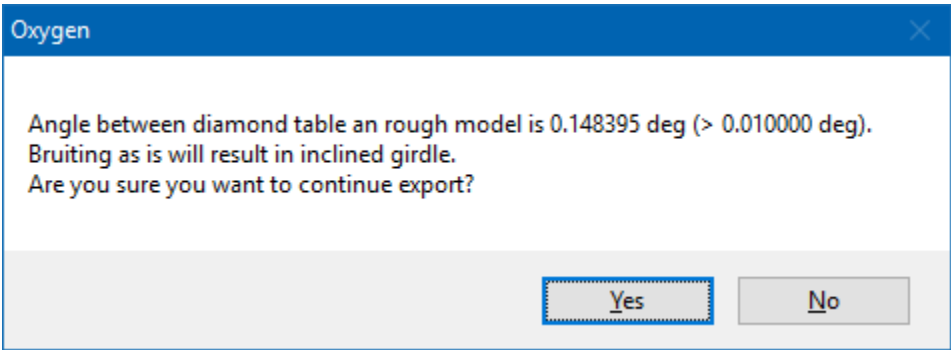 Oxygen
Angle between diamond table an rough model is 0.148395 deg (> 0.010000 deg).
Bruiting as is will result in inclined girdle.
Are you sure you want to continue export?
Yes
No